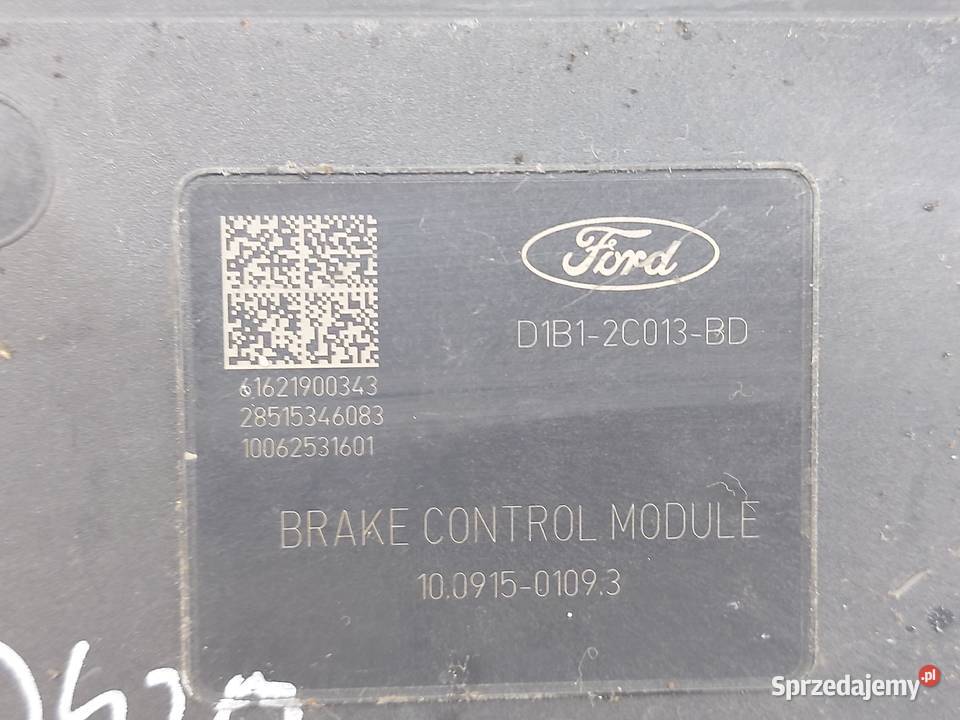 Ford
D1B1-2C013-BD
61621900343
28515346083
10062531601
BRAKE CONTROL MODULE
10.0915-0109.3
Sprzedajemy.pl